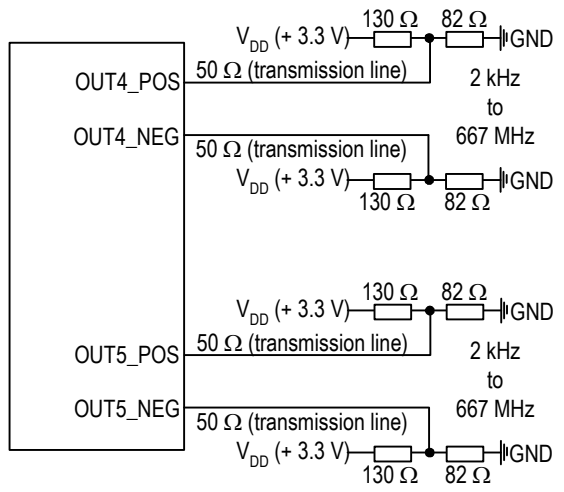 130 Ω 82 Ω
V_DD (+ 3.3 V) GND
OUT4_POS 50 Ω (transmission line) 2 kHz
to
OUT4_NEG 667 MHz
50 Ω (transmission line)
V_DD (+ 3.3 V) GND
130 Ω 82 Ω
130 Ω 82 Ω
V_DD (+ 3.3 V) GND
OUT5_POS 50 Ω (transmission line) 2 kHz
to
OUT5_NEG 667 MHz
50 Ω (transmission line)
V_DD (+ 3.3 V) GND
130 Ω 82 Ω